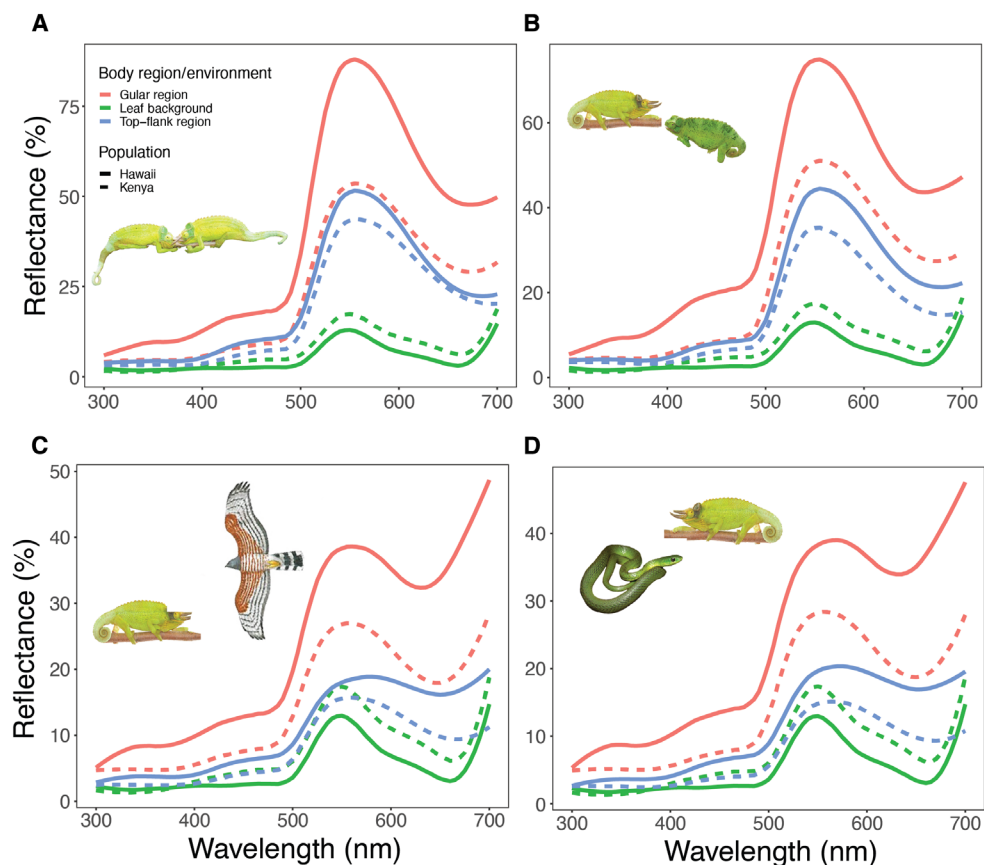 A
B
Body region/environment
Gular region
Leaf background
Top-flank region
Population
Hawaii
Kenya
Reflectance (%)
75
50
25
0
300 400 500 600 700
60
40
20
0
300 400 500 600 700
C
D
Reflectance (%)
50
40
30
20
10
0
300 400 500 600 700
Wavelength (nm)
40
30
20
10
0
300 400 500 600 700
Wavelength (nm)